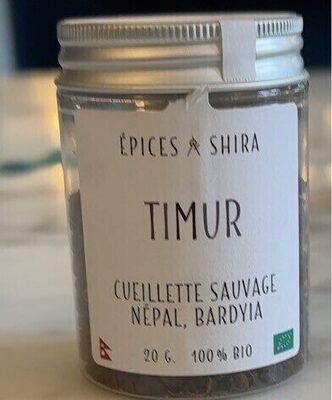 ÉPICES SHIRA
TIMUR
CUEILLETTE SAUVAGE
NÉPAL, BARDYIA
20 G. 100% BIO